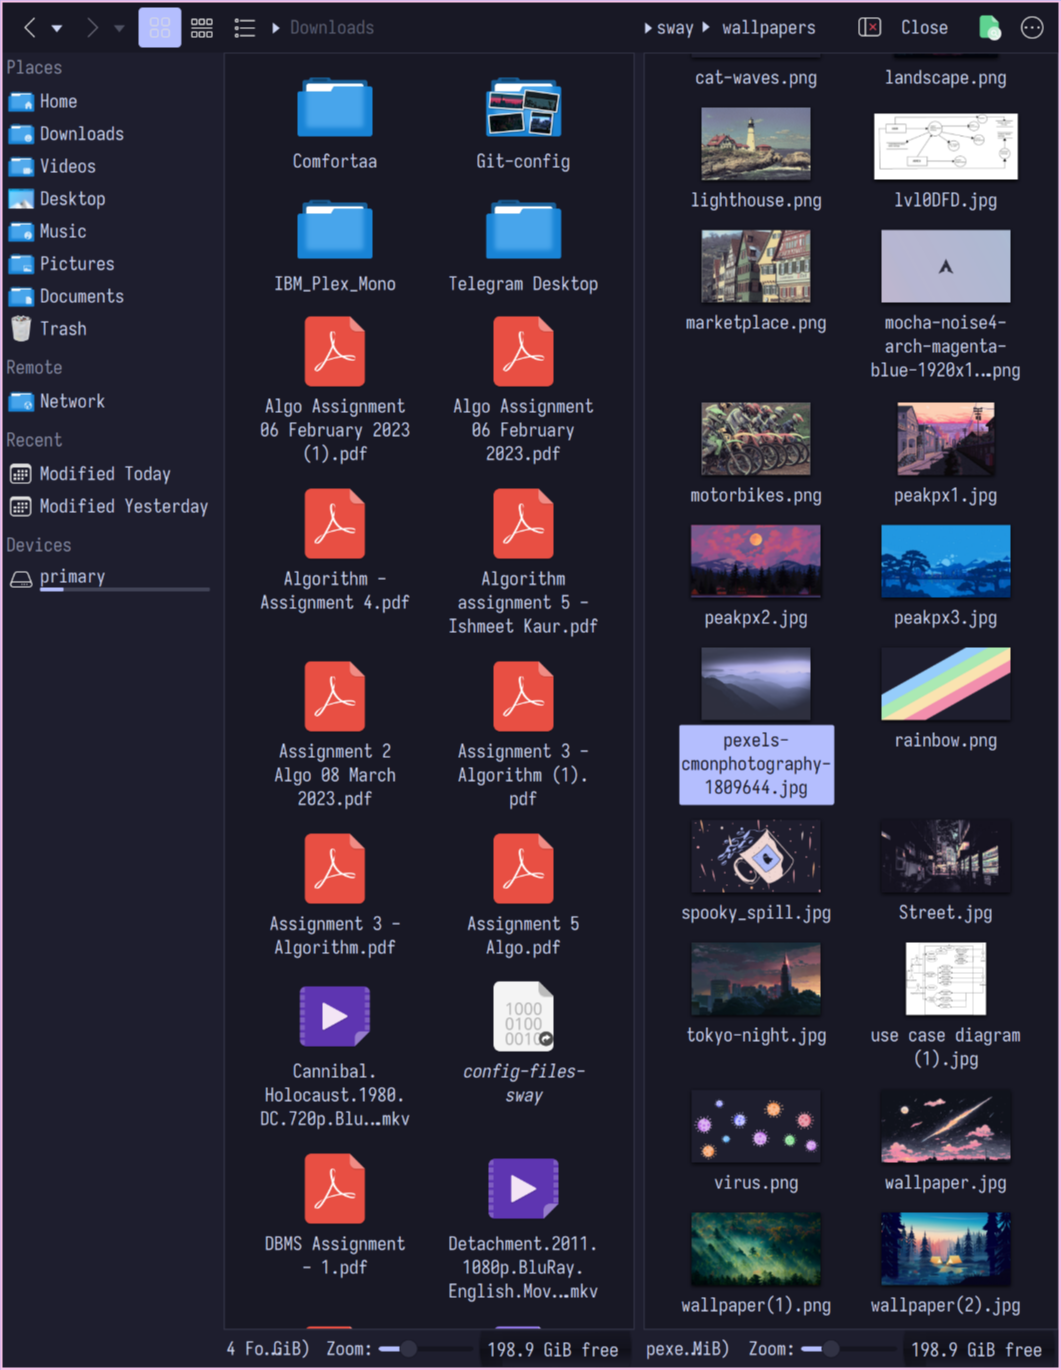 Downloads
sway
wallpapers
Close
Places
Home
Downloads
Videos
Desktop
Music
Pictures
Documents
Trash
Remote
Network
Recent
Modified Today
Modified Yesterday
Devices
primary
Comfortaa
Git-config
IBM_Plex_Mono
Telegram Desktop
Algo Assignment
06 February 2023
(1).pdf
Algo Assignment
06 February
2023.pdf
Algorithm -
Assignment 4.pdf
Algorithm
assignment 5 -
Ishmeet Kaur.pdf
Assignment 2
Algo 08 March
2023.pdf
Assignment 3 -
Algorithm (1).
pdf
Assignment 3 -
Algorithm.pdf
Assignment 5
Algo.pdf
Cannibal.
Holocaust.1980.
DC.720p.Blu…mkv
1000
0100
0010
config-files-
sway
DBMS Assignment
- 1.pdf
Detachment.2011.
1080p.BluRay.
English.Mov…mkv
4 Fo…GiB)
Zoom:
198.9 GiB free
cat-waves.png
landscape.png
lighthouse.png
lvl0DFD.jpg
marketplace.png
mocha-noise4-
arch-magenta-
blue-1920x1…png
motorbikes.png
peakpx1.jpg
peakpx2.jpg
peakpx3.jpg
pexels-
cmonphotography-
1809644.jpg
rainbow.png
spooky_spill.jpg
Street.jpg
tokyo-night.jpg
use case diagram
(1).jpg
virus.png
wallpaper.jpg
wallpaper(1).png
wallpaper(2).jpg
pexe…MiB)
Zoom:
198.9 GiB free